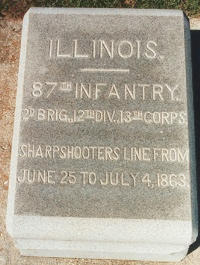 ILLINOIS.
87TH INFANTRY.
2D BRIG., 12TH DIV., 13TH CORPS.
SHARPSHOOTERS LINE FROM
JUNE 25 TO JULY 4, 1863.